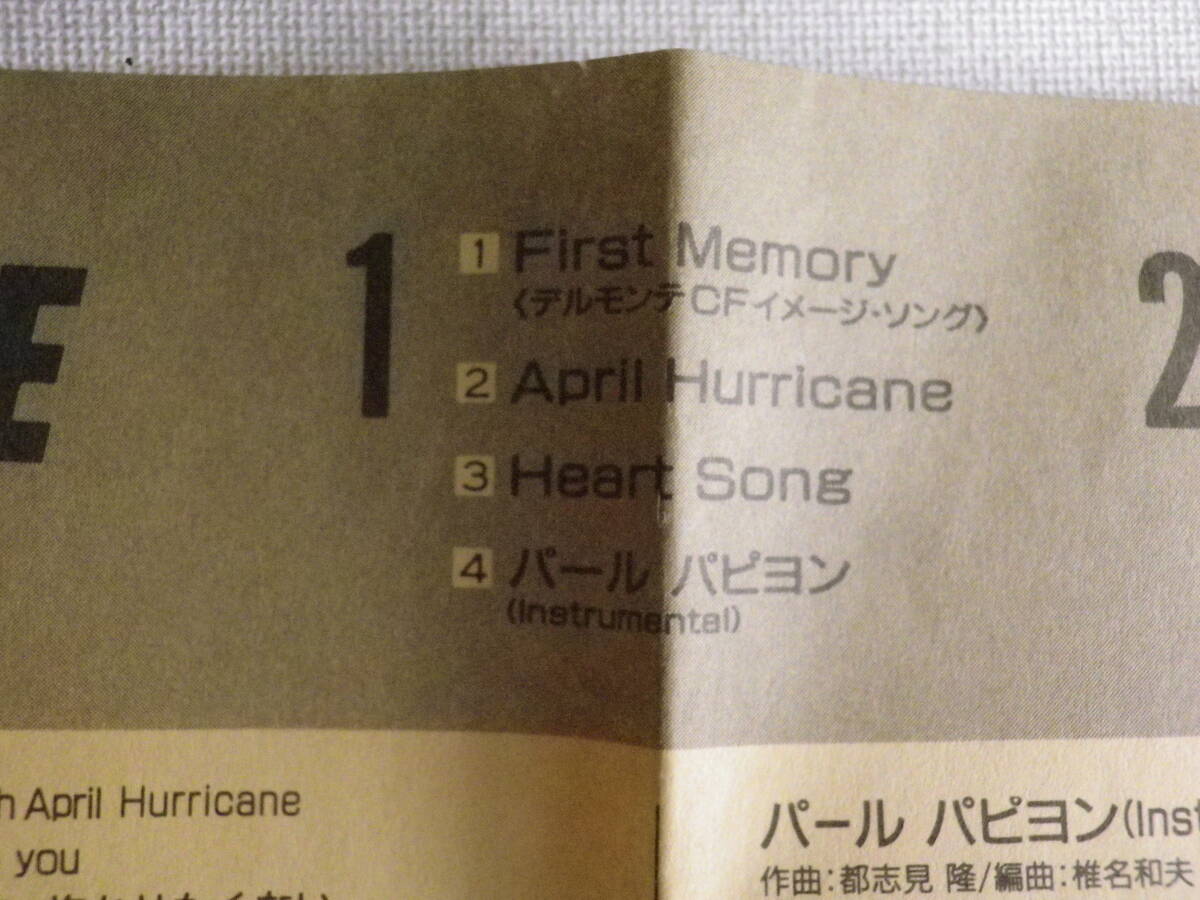 E
1
1 First Memory
《デルモンテCFイメージ・ソング》
2 April Hurricane
3 Heart Song
4 パール パピヨン
(Instrumental)
2
h April Hurricane
you
パール パピヨン(Inst
作曲:都志見 隆/編曲:椎名和夫